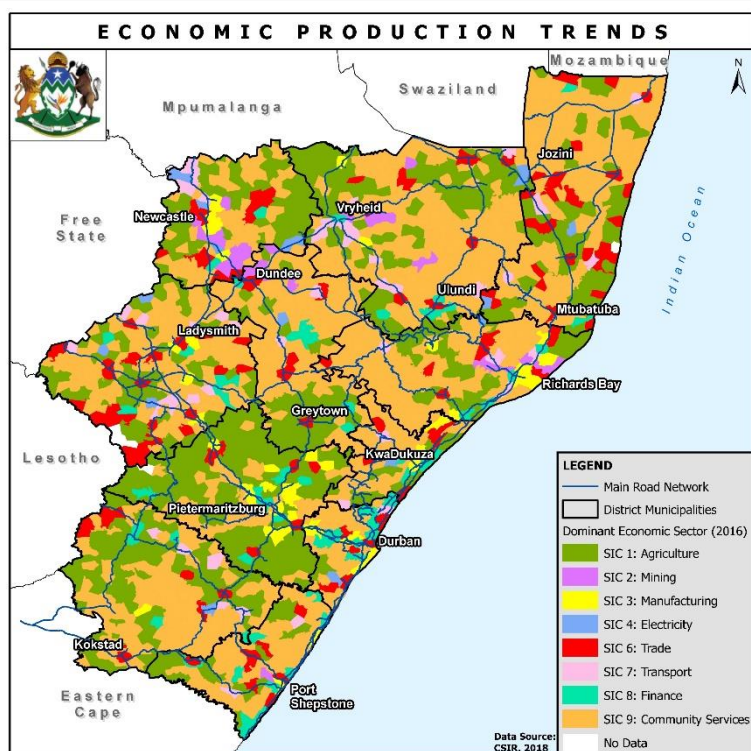 ECONOMIC PRODUCTION TRENDS
Mozambique
Swaziland
N
Mpumalanga
Jozini
Free
State
Newcastle
Vryheid
Indian Ocean
Dundee
Ulundi
Mtubatuba
Ladysmith
Richards Bay
Greytown
Lesotho
KwaDukuza
Pietermaritzburg
Durban
Kokstad
Eastern
Cape
Port
Shepstone
LEGEND
Main Road Network
District Municipalities
Dominant Economic Sector (2016)
SIC 1: Agriculture
SIC 2: Mining
SIC 3: Manufacturing
SIC 4: Electricity
SIC 6: Trade
SIC 7: Transport
SIC 8: Finance
SIC 9: Community Services
No Data
Data Source:
CSIR, 2018